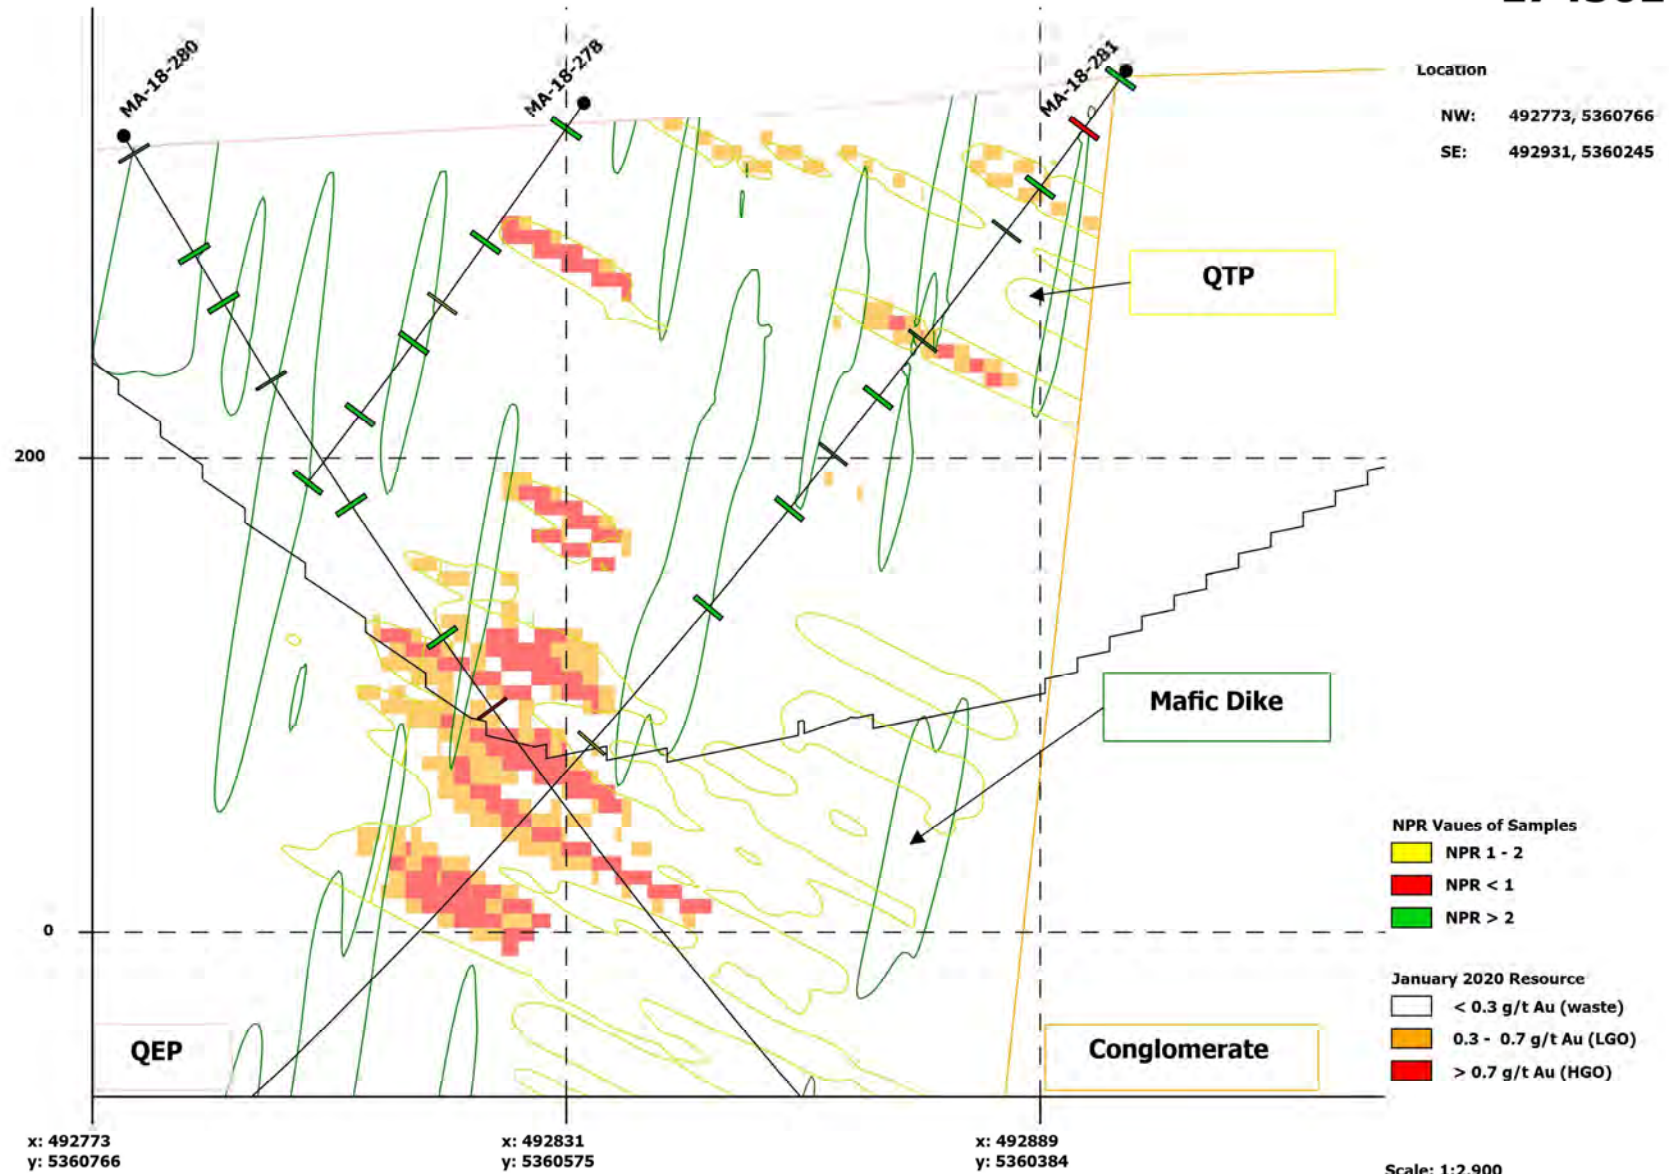 MA-18-280
MA-18-278
MA-18-281
Location
NW: 492773, 5360766
SE: 492931, 5360245
QTP
200
Mafic Dike
NPR Vaues of Samples
NPR 1 - 2
NPR < 1
NPR > 2
0
January 2020 Resource
< 0.3 g/t Au (waste)
0.3 - 0.7 g/t Au (LGO)
> 0.7 g/t Au (HGO)
QEP
Conglomerate
x: 492773
y: 5360766
x: 492831
y: 5360575
x: 492889
y: 5360384
Scale: 1:2,900